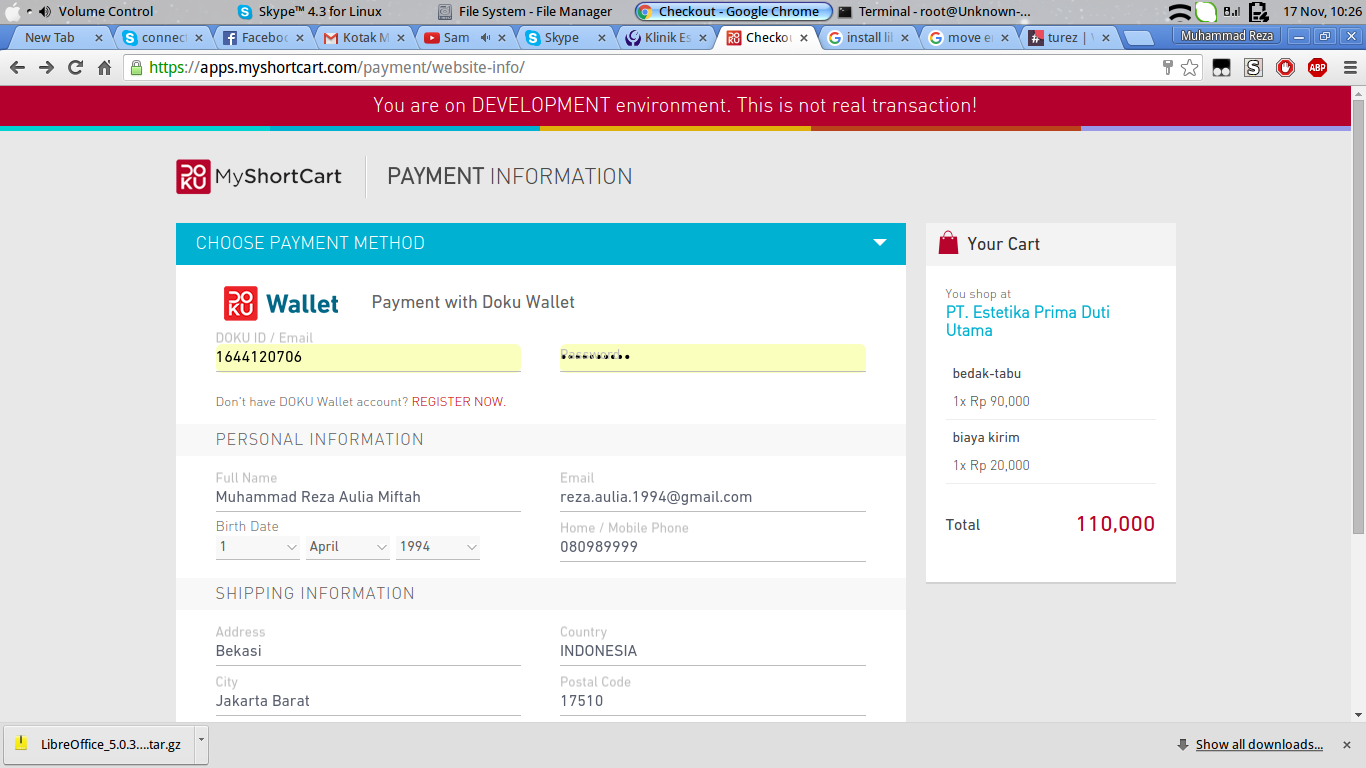 Volume Control
Skype™ 4.3 for Linux
File System - File Manager
Checkout - Google Chrome
Terminal - root@Unknown-...
17 Nov, 10:26
New Tab
connect
Faceboo
Kotak M
Sam
Skype
Klinik Es
Checkou
install lib
move en
turez | W
Muhammad Reza
https://apps.myshortcart.com/payment/website-info/
S
ABP
You are on DEVELOPMENT environment. This is not real transaction!
DOKU MyShortCart
PAYMENT INFORMATION
CHOOSE PAYMENT METHOD
DOKU Wallet
Payment with Doku Wallet
DOKU ID / Email
1644120706
Password
Don't have DOKU Wallet account? REGISTER NOW.
PERSONAL INFORMATION
Full Name
Muhammad Reza Aulia Miftah
Email
reza.aulia.1994@gmail.com
Birth Date
1 April 1994
Home / Mobile Phone
080989999
SHIPPING INFORMATION
Address
Bekasi
Country
INDONESIA
City
Jakarta Barat
Postal Code
17510
Your Cart
You shop at
PT. Estetika Prima Duti
Utama
bedak-tabu
1x Rp 90,000
biaya kirim
1x Rp 20,000
Total 110,000
LibreOffice_5.0.3....tar.gz
Show all downloads...